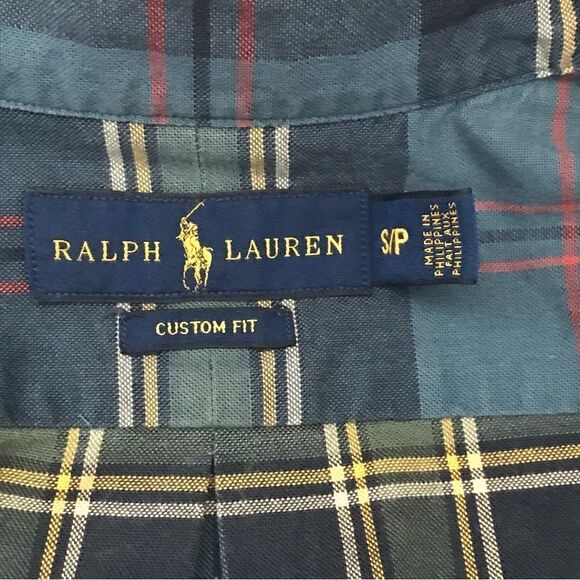 RALPH LAUREN
S/P
MADE IN
PHILIPPINES
FAIT AUX
PHILIPPINES
CUSTOM FIT